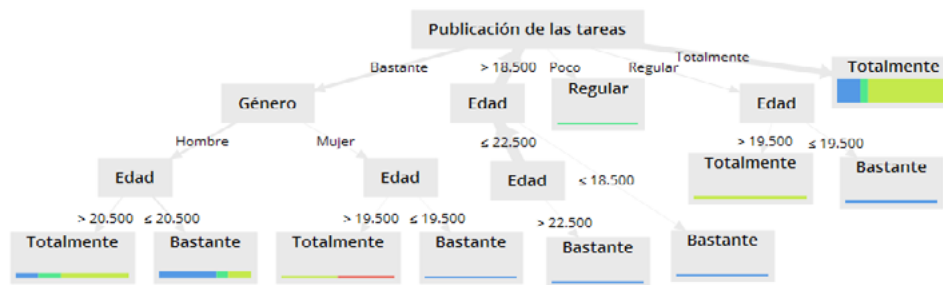 Publicación de las tareas
Bastante
> 18.500
Poco
Regular
Totalmente
Género
Edad
Regular
Edad
Totalmente
Hombre
Mujer
≤ 22.500
> 19.500
≤ 19.500
Edad
Edad
Edad
≤ 18.500
Totalmente
Bastante
> 20.500
≤ 20.500
> 19.500
≤ 19.500
> 22.500
Totalmente
Bastante
Totalmente
Bastante
Bastante
Bastante